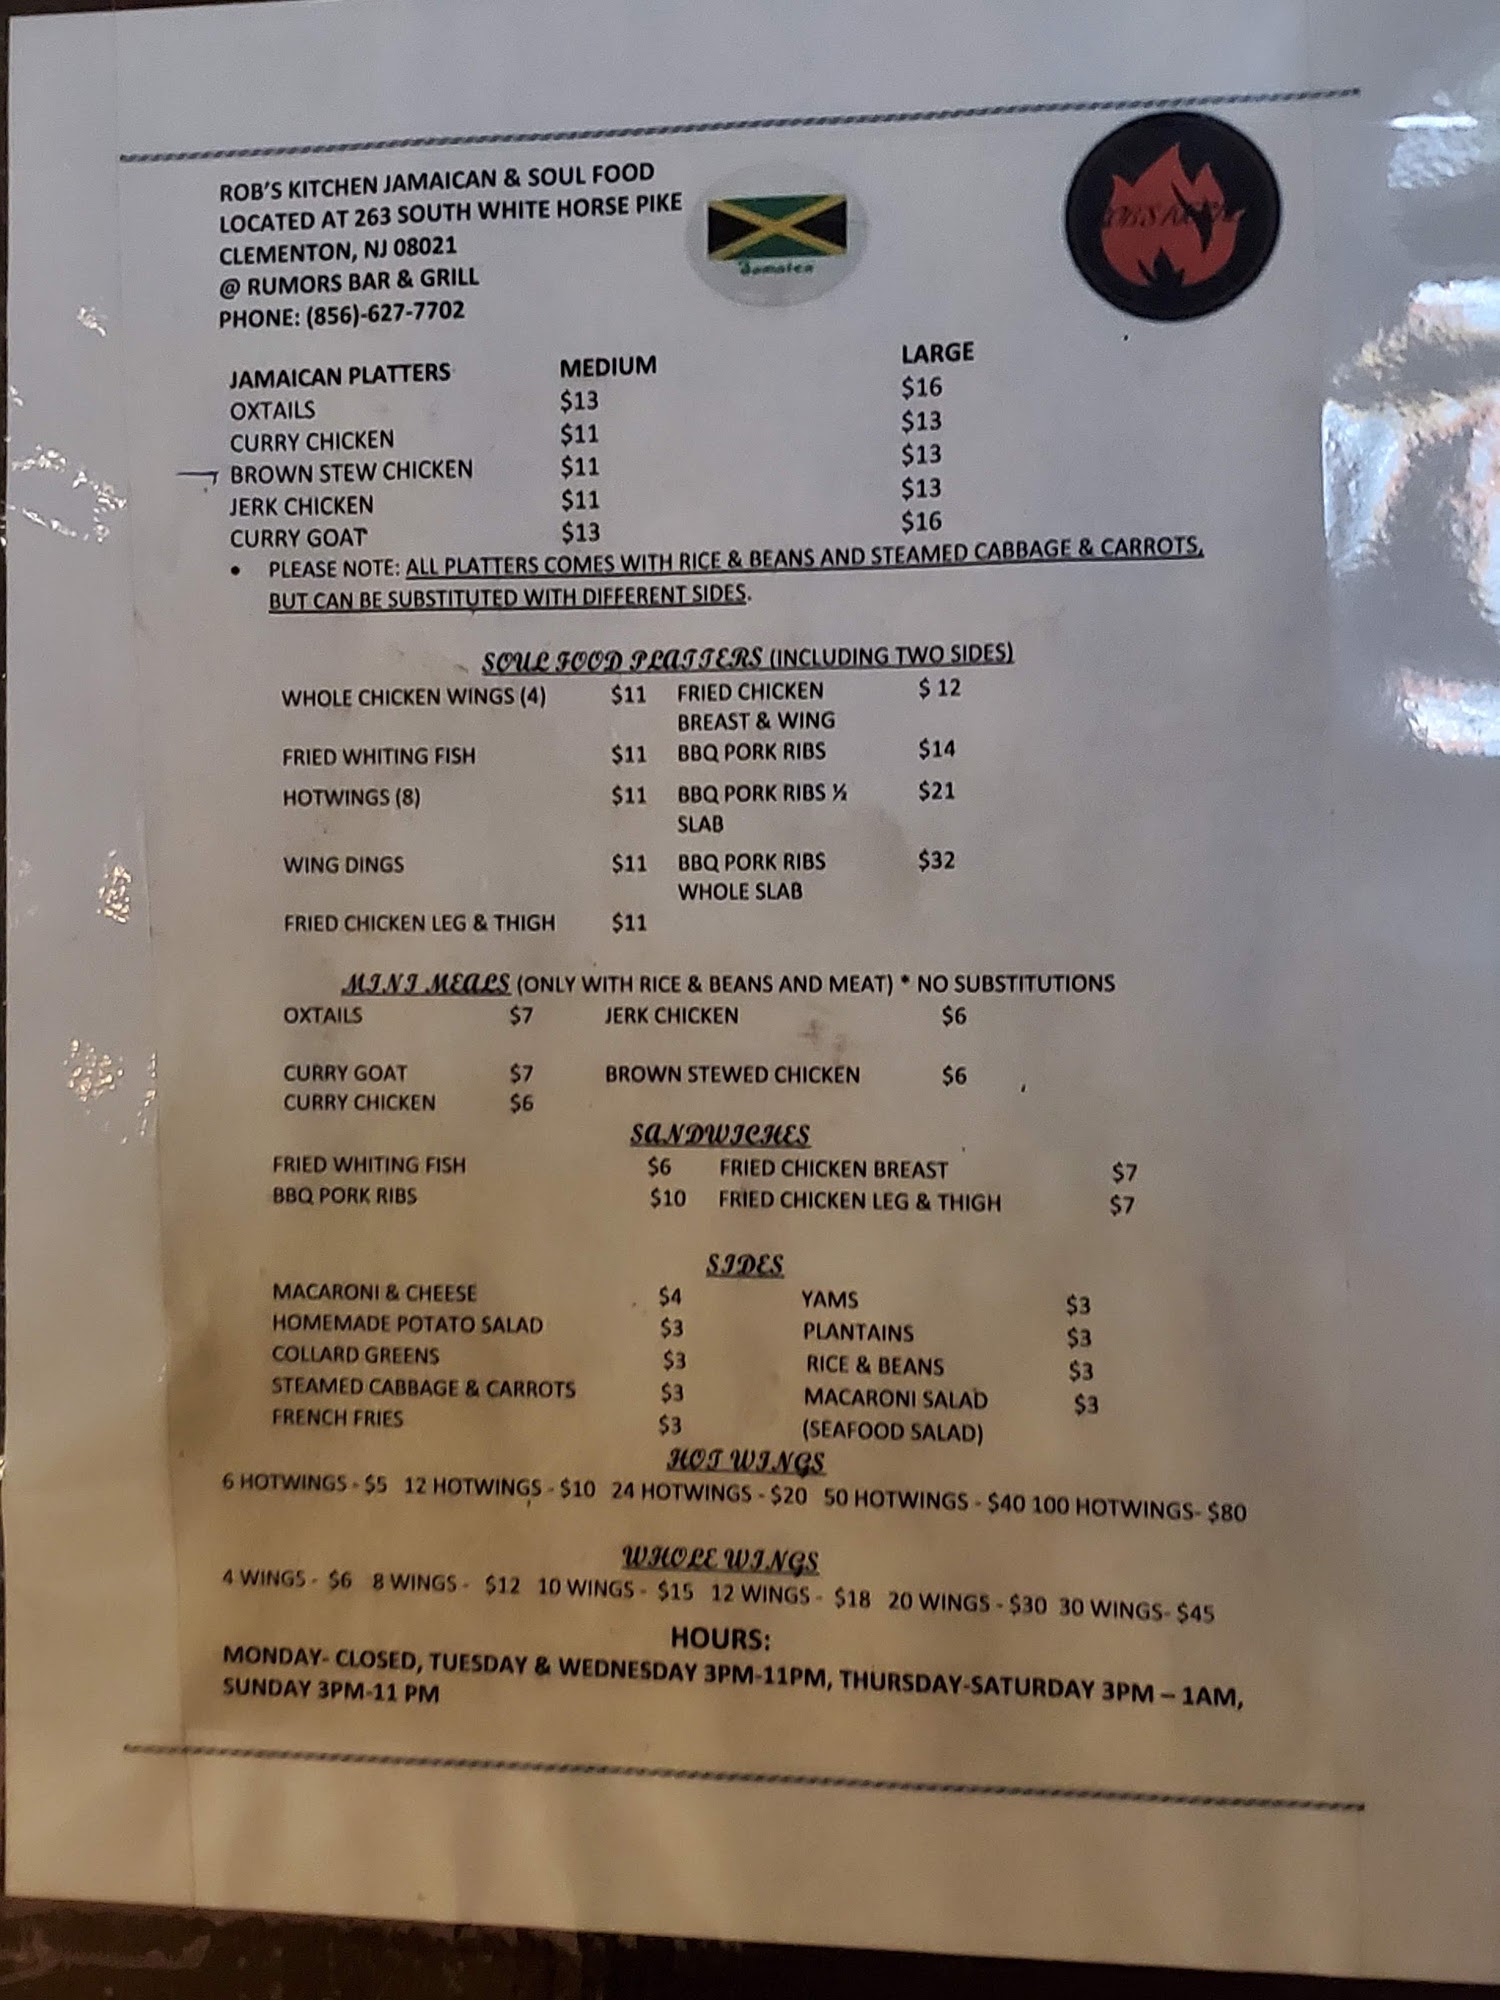 ROB'S KITCHEN JAMAICAN & SOUL FOOD
LOCATED AT 263 SOUTH WHITE HORSE PIKE
CLEMENTON, NJ 08021
@ RUMORS BAR & GRILL
PHONE: (856)-627-7702
Jamaica
JAMAICAN PLATTERS MEDIUM LARGE
OXTAILS $13 $16
CURRY CHICKEN $11 $13
BROWN STEW CHICKEN $11 $13
JERK CHICKEN $11 $13
CURRY GOAT $13 $16
• PLEASE NOTE: ALL PLATTERS COMES WITH RICE & BEANS AND STEAMED CABBAGE & CARROTS,
BUT CAN BE SUBSTITUTED WITH DIFFERENT SIDES.
SOUL FOOD PLATTERS (INCLUDING TWO SIDES)
WHOLE CHICKEN WINGS (4) $11 FRIED CHICKEN $ 12
BREAST & WING
FRIED WHITING FISH $11 BBQ PORK RIBS $14
HOTWINGS (8) $11 BBQ PORK RIBS ½ $21
SLAB
WING DINGS $11 BBQ PORK RIBS $32
WHOLE SLAB
FRIED CHICKEN LEG & THIGH $11
MINI MEALS (ONLY WITH RICE & BEANS AND MEAT) * NO SUBSTITUTIONS
OXTAILS $7 JERK CHICKEN $6
CURRY GOAT $7 BROWN STEWED CHICKEN $6
CURRY CHICKEN $6
SANDWICHES
FRIED WHITING FISH $6 FRIED CHICKEN BREAST $7
BBQ PORK RIBS $10 FRIED CHICKEN LEG & THIGH $7
SIDES
MACARONI & CHEESE $4 YAMS $3
HOMEMADE POTATO SALAD $3 PLANTAINS $3
COLLARD GREENS $3 RICE & BEANS $3
STEAMED CABBAGE & CARROTS $3 MACARONI SALAD $3
FRENCH FRIES $3 (SEAFOOD SALAD)
HOT WINGS
6 HOTWINGS - $5 12 HOTWINGS - $10 24 HOTWINGS - $20 50 HOTWINGS - $40 100 HOTWINGS- $80
WHOLE WINGS
4 WINGS - $6 8 WINGS - $12 10 WINGS - $15 12 WINGS - $18 20 WINGS - $30 30 WINGS- $45
HOURS:
MONDAY- CLOSED, TUESDAY & WEDNESDAY 3PM-11PM, THURSDAY-SATURDAY 3PM – 1AM,
SUNDAY 3PM-11 PM